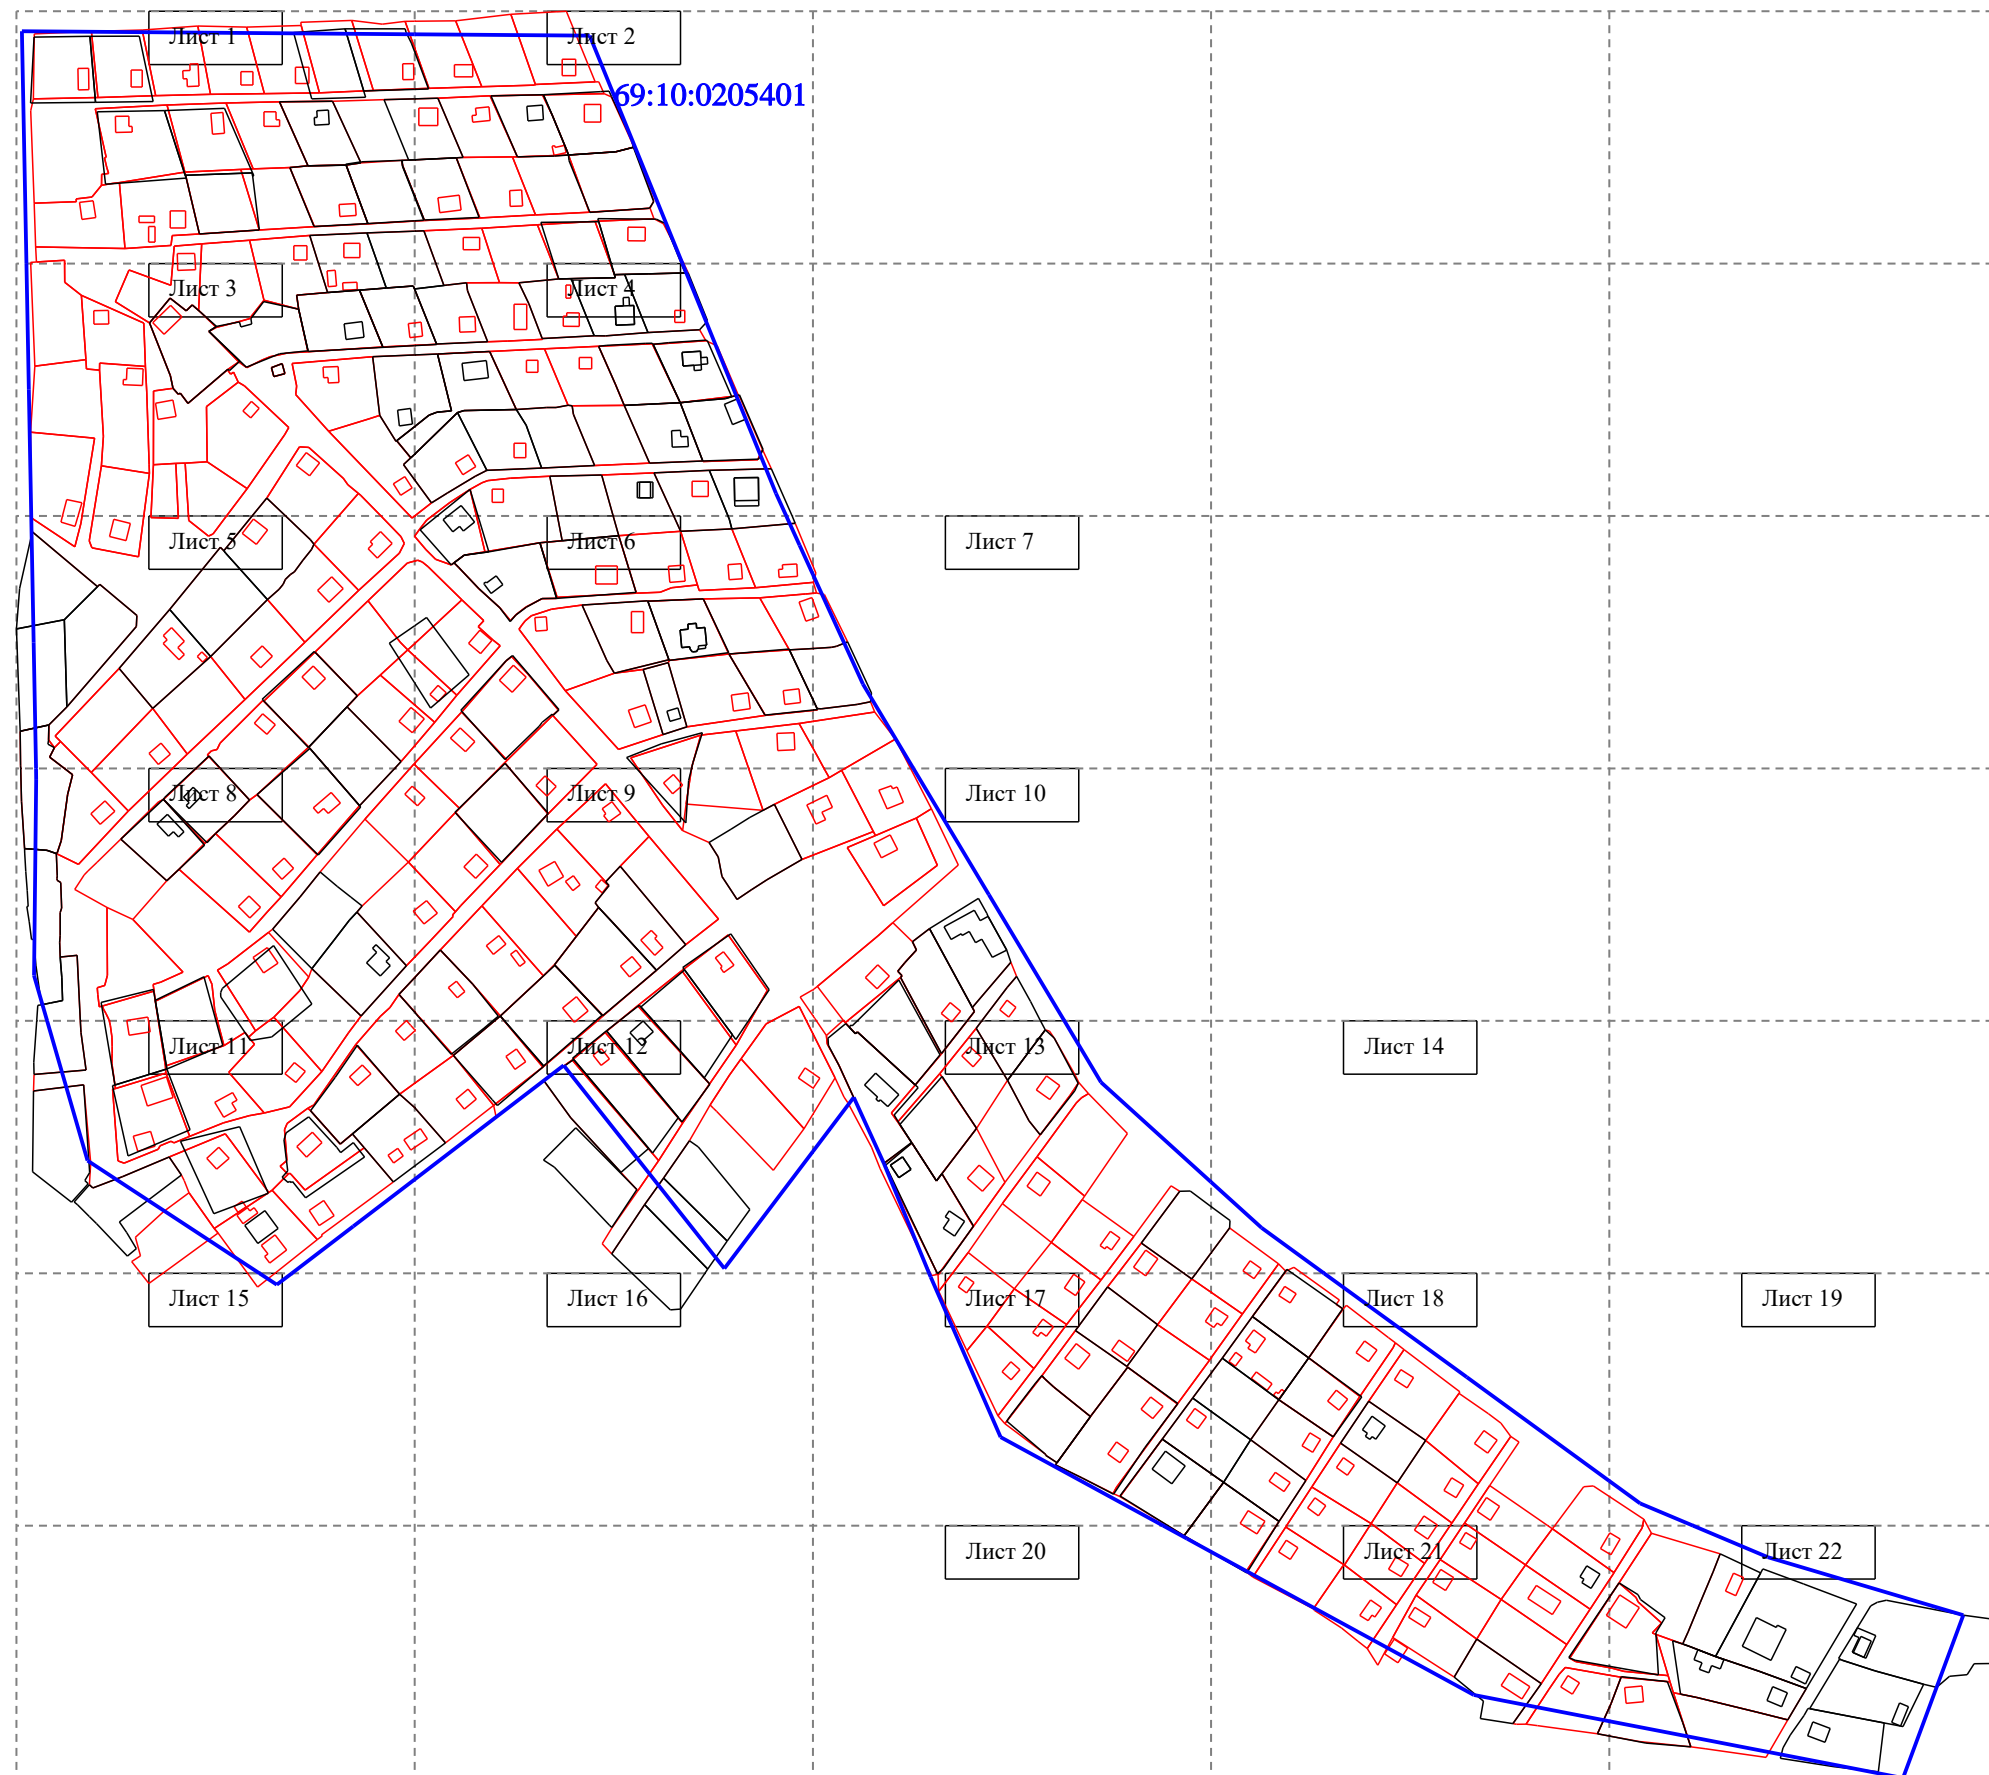 Лист 1
Лист 2
69:10:0205401
Лист 3
Лист 4
Лист 5
Лист 6
Лист 7
Лист 8
Лист 9
Лист 10
Лист 11
Лист 12
Лист 13
Лист 14
Лист 15
Лист 16
Лист 17
Лист 18
Лист 19
Лист 20
Лист 21
Лист 22